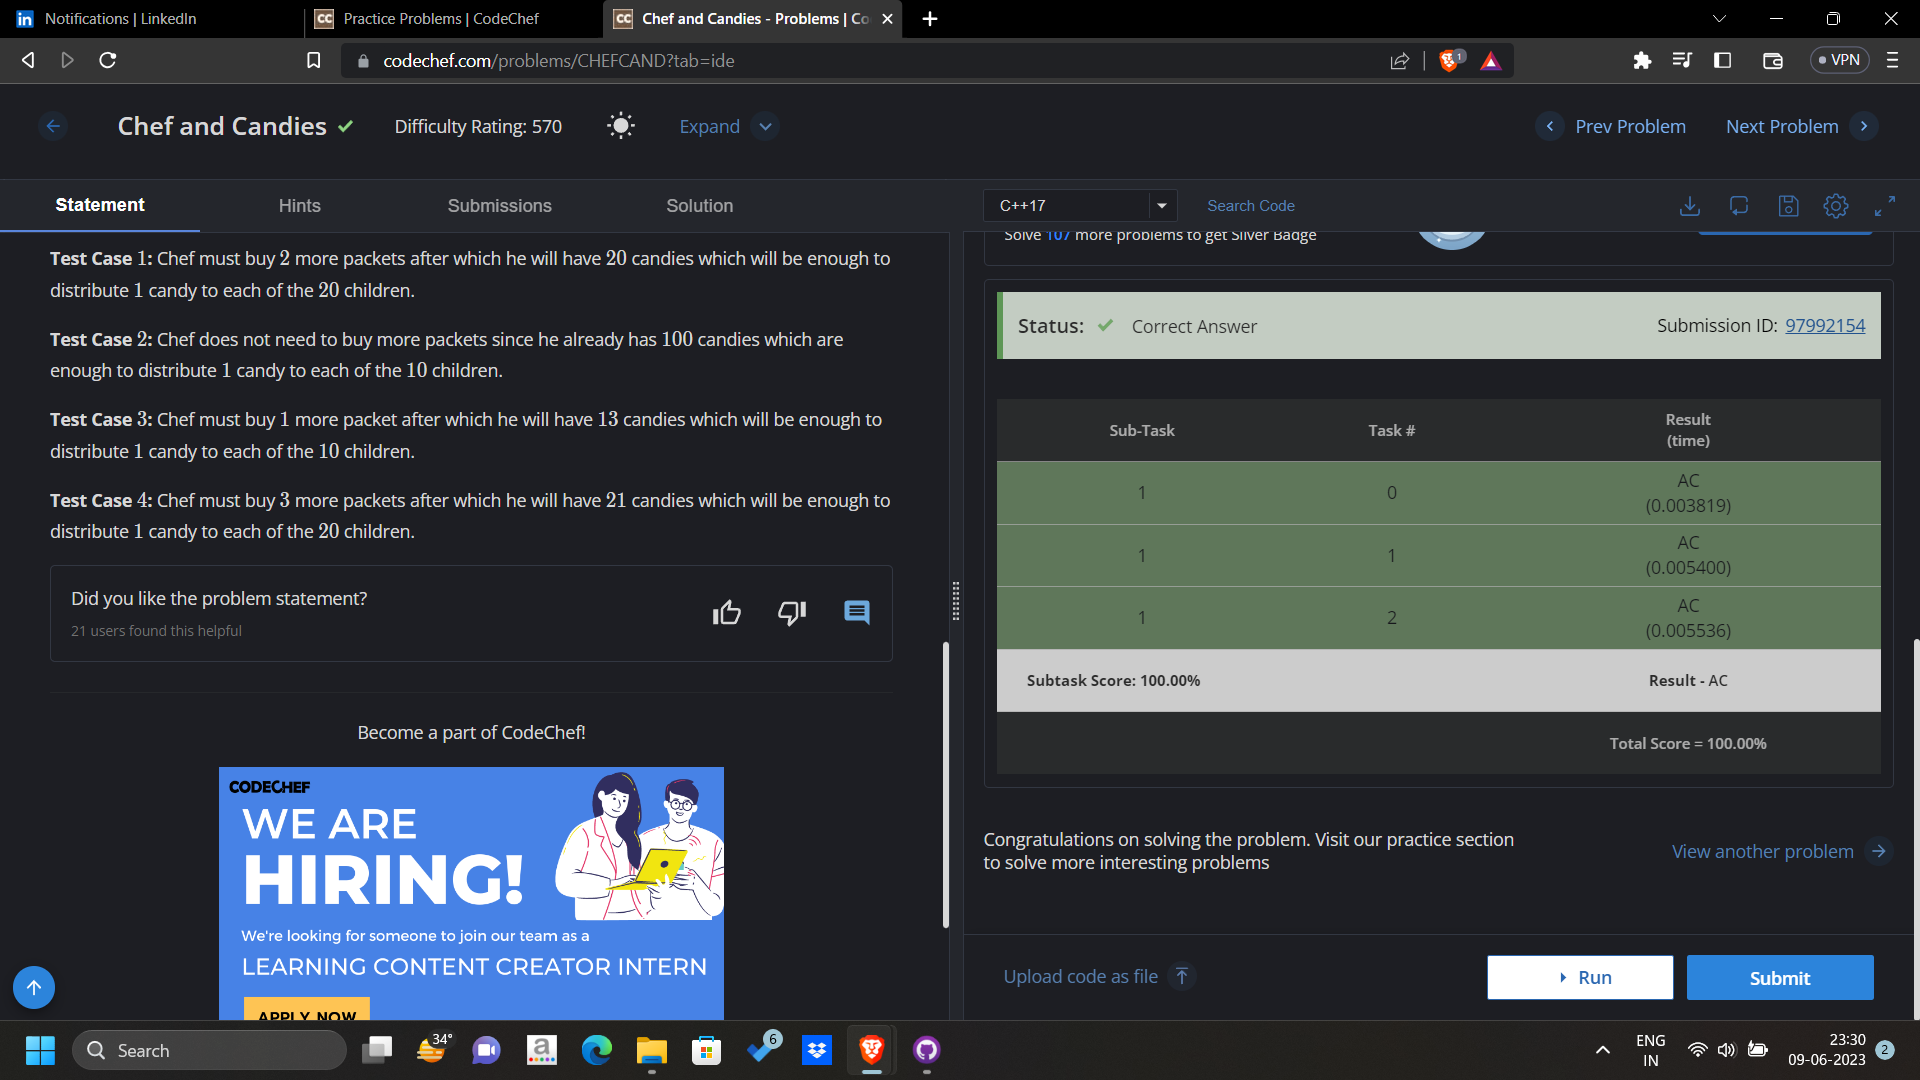 Notifications | LinkedIn
Practice Problems | CodeChef
Chef and Candies - Problems | Co
codechef.com/problems/CHEFCAND?tab=ide
1
VPN
Chef and Candies
Difficulty Rating: 570
Expand
Prev Problem
Next Problem
Statement
Hints
Submissions
Solution
C++17
Search Code
Test Case 1: Chef must buy 2 more packets after which he will have 20 candies which will be enough to
distribute 1 candy to each of the 20 children.
Test Case 2: Chef does not need to buy more packets since he already has 100 candies which are
enough to distribute 1 candy to each of the 10 children.
Test Case 3: Chef must buy 1 more packet after which he will have 13 candies which will be enough to
distribute 1 candy to each of the 10 children.
Test Case 4: Chef must buy 3 more packets after which he will have 21 candies which will be enough to
distribute 1 candy to each of the 20 children.
Did you like the problem statement?
21 users found this helpful
Become a part of CodeChef!
CODECHEF
WE ARE
HIRING!
We're looking for someone to join our team as a
LEARNING CONTENT CREATOR INTERN
APPLY NOW
Solve 107 more problems to get Silver Badge
Status: Correct Answer
Submission ID: 97992154
Sub-Task
Task #
Result
(time)
1
0
AC
(0.003819)
1
1
AC
(0.005400)
1
2
AC
(0.005536)
Subtask Score: 100.00%
Result - AC
Total Score = 100.00%
Congratulations on solving the problem. Visit our practice section
to solve more interesting problems
View another problem
Upload code as file
Run
Submit
Search
34°
a
6
ENG
IN
23:30
09-06-2023
2